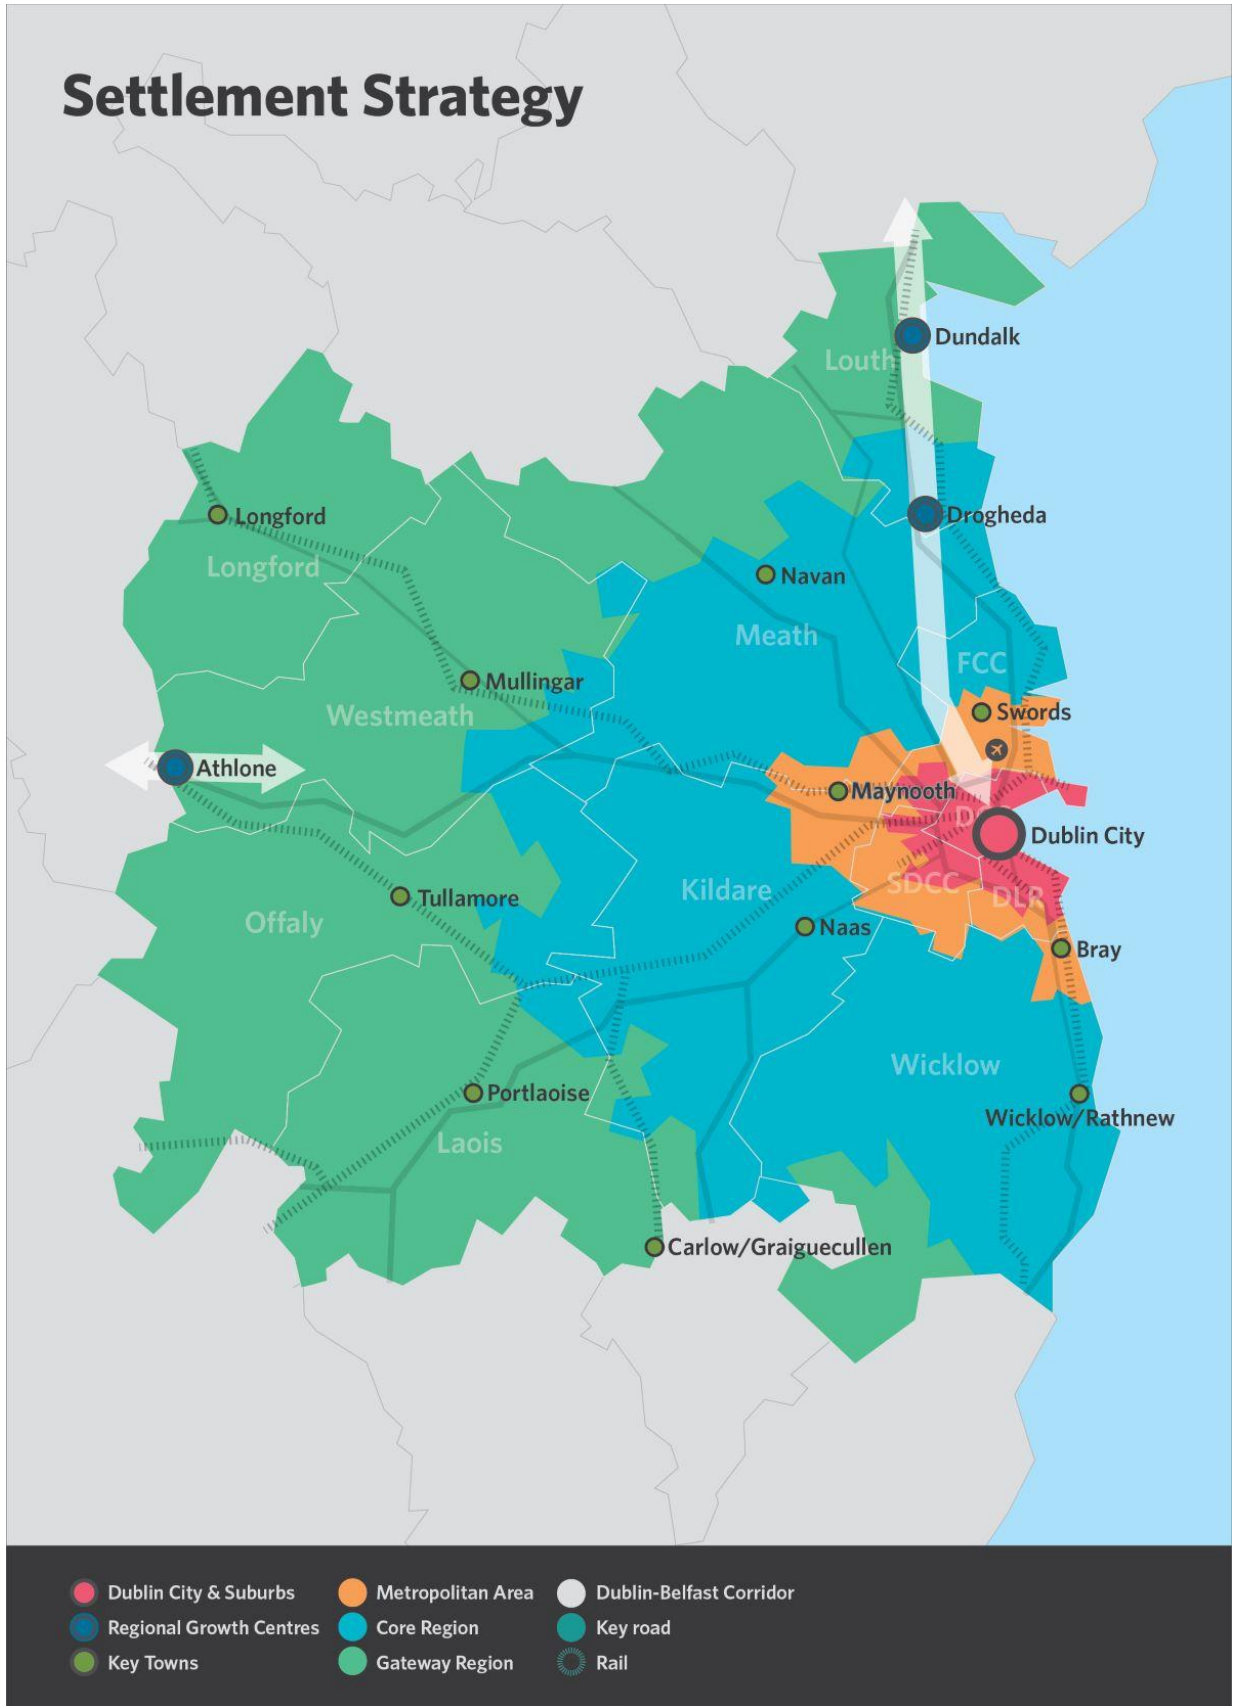 Settlement Strategy
Dundalk
Louth
Longford
Drogheda
Longford
Navan
Meath
FCC
Mullingar
Westmeath
Swords
Athlone
Maynooth
Dublin City
Kildare
SDCC
DLR
Tullamore
Offaly
Naas
Bray
Wicklow
Portlaoise
Wicklow/Rathnew
Laois
Carlow/Graiguecullen
Dublin City & Suburbs
Metropolitan Area
Dublin-Belfast Corridor
Regional Growth Centres
Core Region
Key road
Key Towns
Gateway Region
Rail